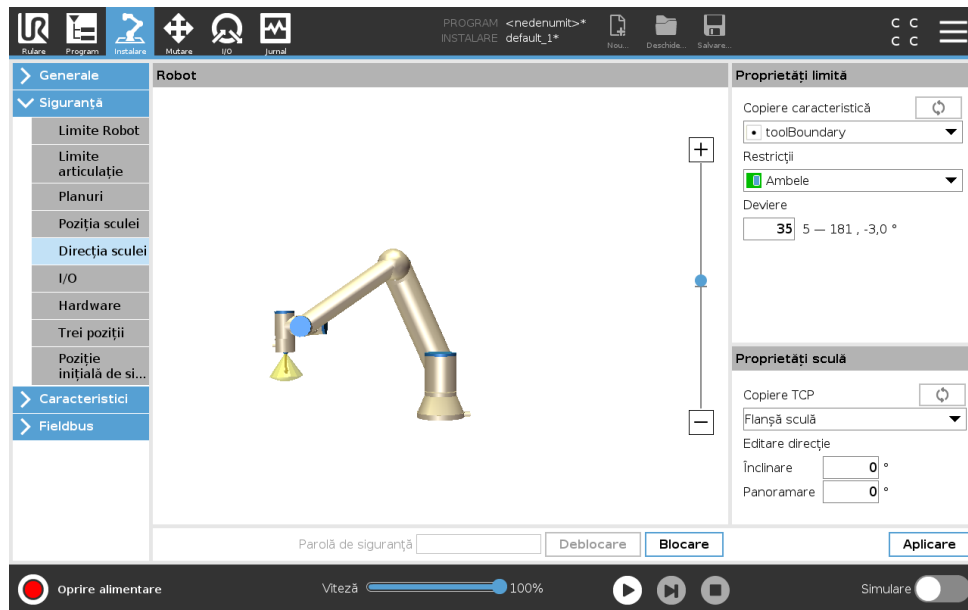 PROGRAM <nedenumit>*
INSTALARE default_1*
Rulare
Program
Instalare
Mutare
I/O
Jurnal
Nou...
Deschide...
Salvare...
C C
C C
Generale
Siguranță
Limite Robot
Limite
articulație
Planuri
Poziția sculei
Direcția sculei
I/O
Hardware
Trei poziții
Poziție
inițială de si...
Caracteristici
Fieldbus
Robot
Proprietăți limită
Copiere caracteristică
toolBoundary
Restricții
Ambele
Deviere
35 5 — 181 , -3,0 °
Proprietăți sculă
Copiere TCP
Flanșă sculă
Editare direcție
Înclinare 0 °
Panoramare 0 °
Parolă de siguranță
Deblocare
Blocare
Aplicare
Oprire alimentare
Viteză 100%
Simulare